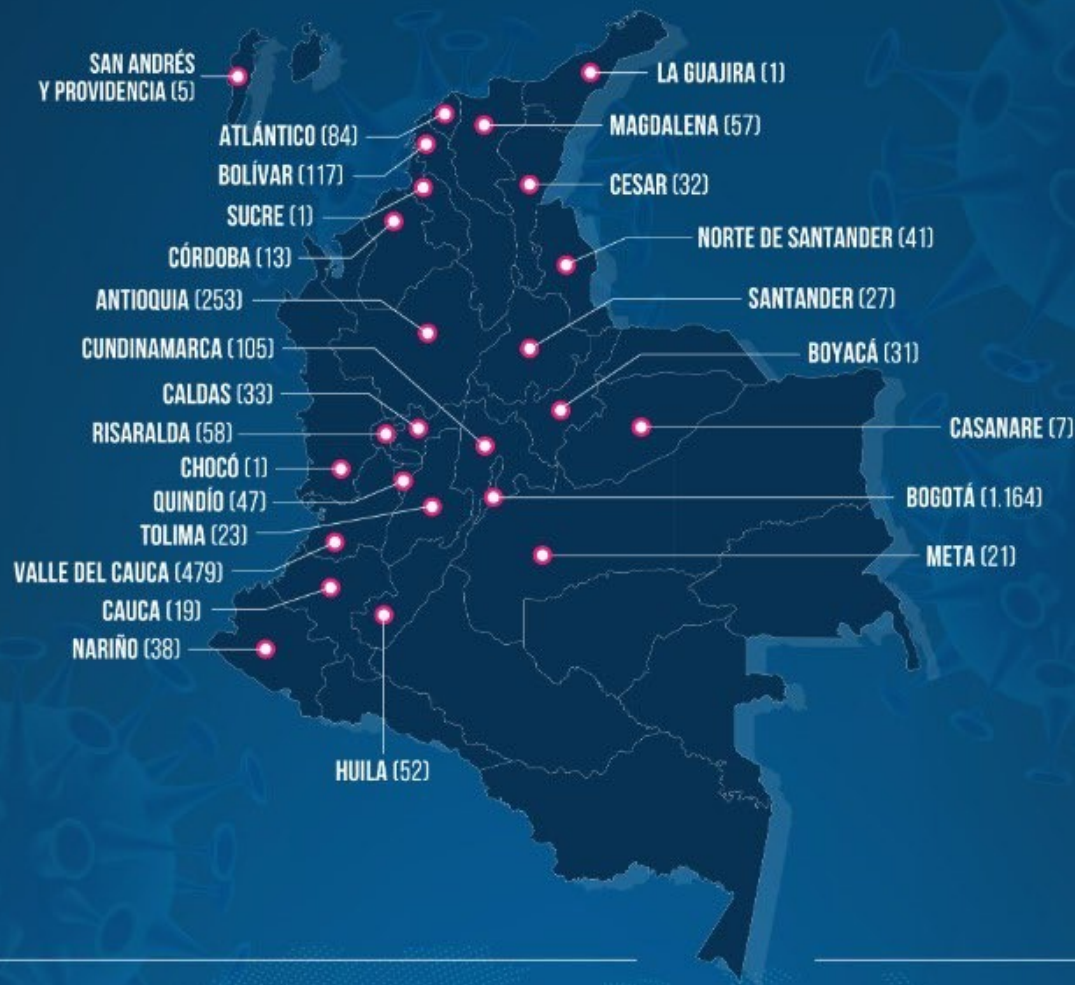 SAN ANDRÉS
Y PROVIDENCIA (5)
LA GUAJIRA (1)
ATLÁNTICO (84)
MAGDALENA (57)
BOLÍVAR (117)
CESAR (32)
SUCRE (1)
NORTE DE SANTANDER (41)
CÓRDOBA (13)
ANTIOQUIA (253)
SANTANDER (27)
CUNDINAMARCA (105)
BOYACÁ (31)
CALDAS (33)
RISARALDA (58)
CASANARE (7)
CHOCÓ (1)
QUINDÍO (47)
BOGOTÁ (1.164)
TOLIMA (23)
META (21)
VALLE DEL CAUCA (479)
CAUCA (19)
NARIÑO (38)
HUILA (52)